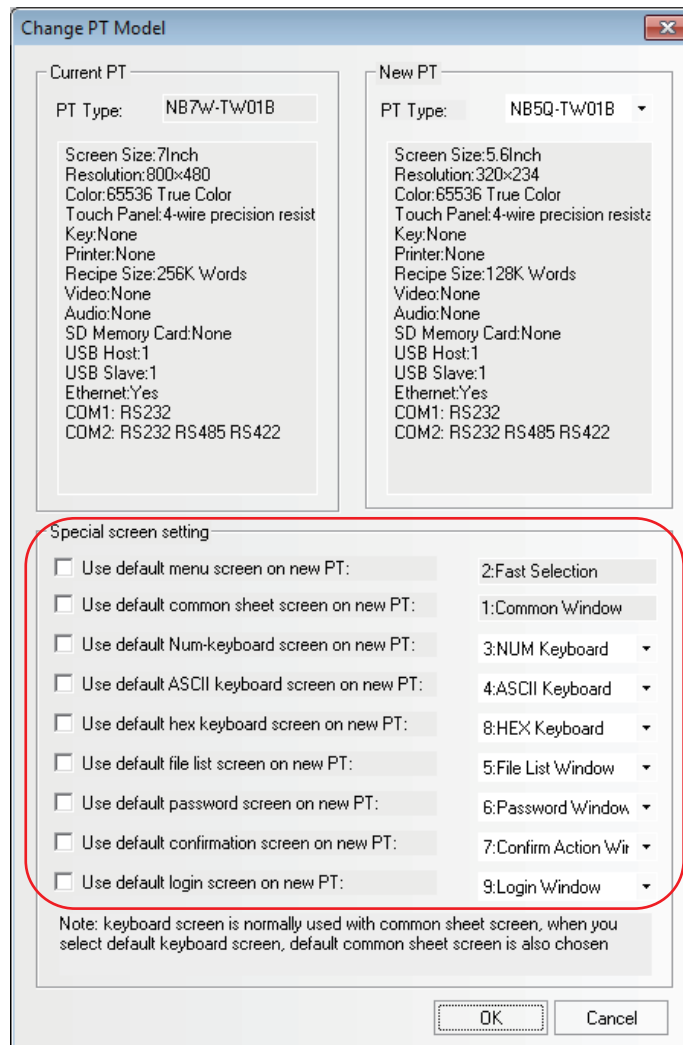 Change PT Model
Current PT
PT Type: NB7W-TW01B
Screen Size:7Inch
Resolution:800×480
Color:65536 True Color
Touch Panel:4-wire precision resist
Key:None
Printer:None
Recipe Size:256K Words
Video:None
Audio:None
SD Memory Card:None
USB Host:1
USB Slave:1
Ethernet:Yes
COM1: RS232
COM2: RS232 RS485 RS422
New PT
PT Type: NB5Q-TW01B
Screen Size:5.6Inch
Resolution:320×234
Color:65536 True Color
Touch Panel:4-wire precision resista
Key:None
Printer:None
Recipe Size:128K Words
Video:None
Audio:None
SD Memory Card:None
USB Host:1
USB Slave:1
Ethernet:Yes
COM1: RS232
COM2: RS232 RS485 RS422
Special screen setting
Use default menu screen on new PT: 2:Fast Selection
Use default common sheet screen on new PT: 1:Common Window
Use default Num-keyboard screen on new PT: 3:NUM Keyboard
Use default ASCII keyboard screen on new PT: 4:ASCII Keyboard
Use default hex keyboard screen on new PT: 8:HEX Keyboard
Use default file list screen on new PT: 5:File List Window
Use default password screen on new PT: 6:Password Window
Use default confirmation screen on new PT: 7:Confirm Action Wir
Use default login screen on new PT: 9:Login Window
Note: keyboard screen is normally used with common sheet screen, when you
select default keyboard screen, default common sheet screen is also chosen
OK Cancel